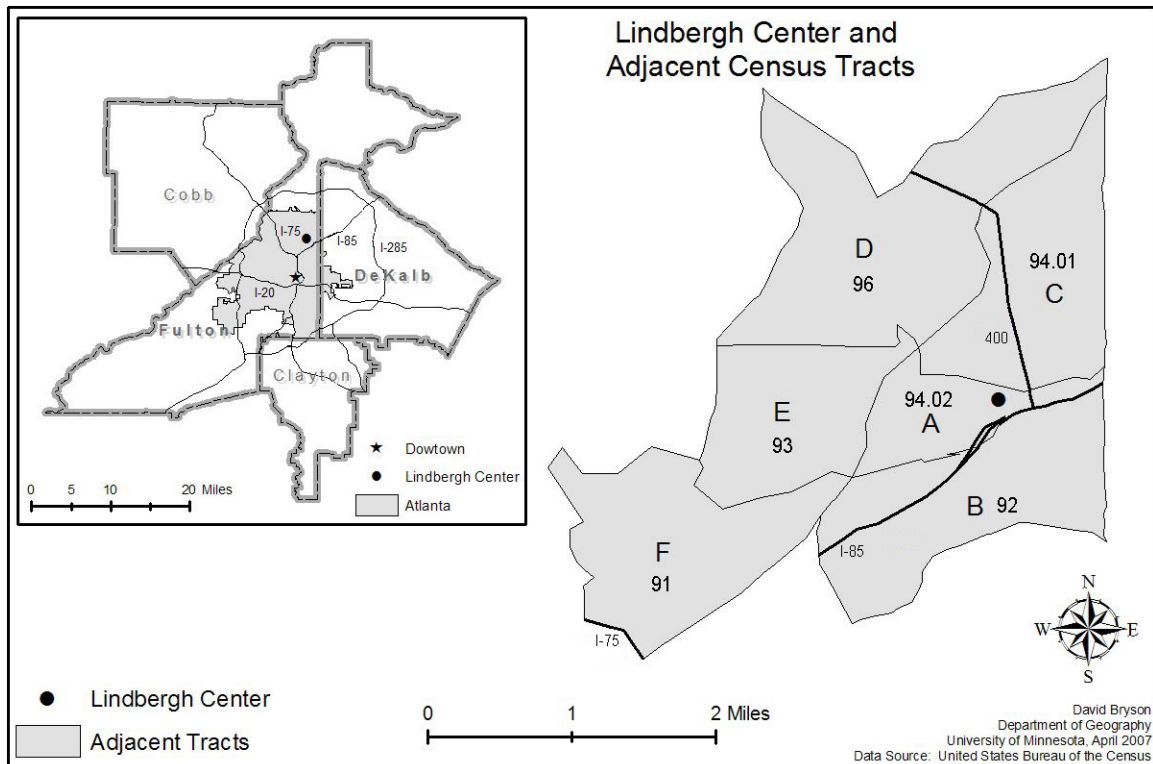 Lindbergh Center and
Adjacent Census Tracts
Cobb
I-75
I-85
I-285
DeKalb
I-20
Fulton
Clayton
Dowtown
Lindbergh Center
Atlanta
0 5 10 20 Miles
D
96
94.01
C
400
E
93
94.02
A
B 92
I-85
F
91
I-75
N
W E
S
Lindbergh Center
Adjacent Tracts
0 1 2 Miles
David Bryson
Department of Geography
University of Minnesota, April 2007
Data Source: United States Bureau of the Census